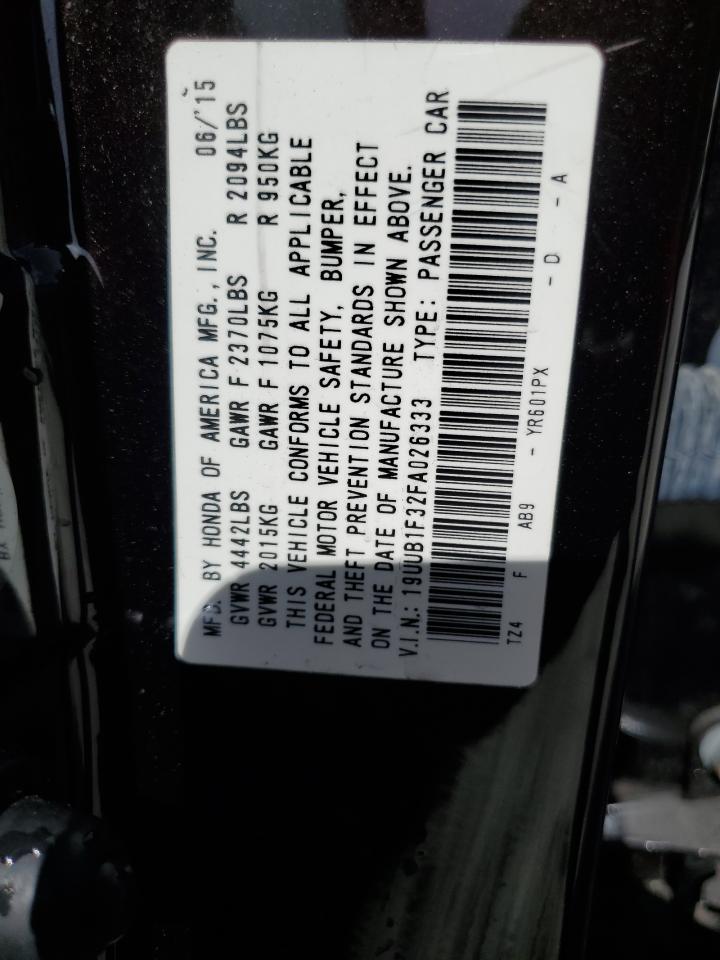 MFD. BY HONDA OF AMERICA MFG., INC. 06/'15
GVWR 4442LBS GAWR F 2370LBS R 2094LBS
GVWR 2015KG GAWR F 1075KG R 950KG
THIS VEHICLE CONFORMS TO ALL APPLICABLE
FEDERAL MOTOR VEHICLE SAFETY, BUMPER,
AND THEFT PREVENTION STANDARDS IN EFFECT
ON THE DATE OF MANUFACTURE SHOWN ABOVE.
V.I.N.: 19UUB1F32FA026333 TYPE: PASSENGER CAR
TZ4 F AB9 - YR601PX - D - A